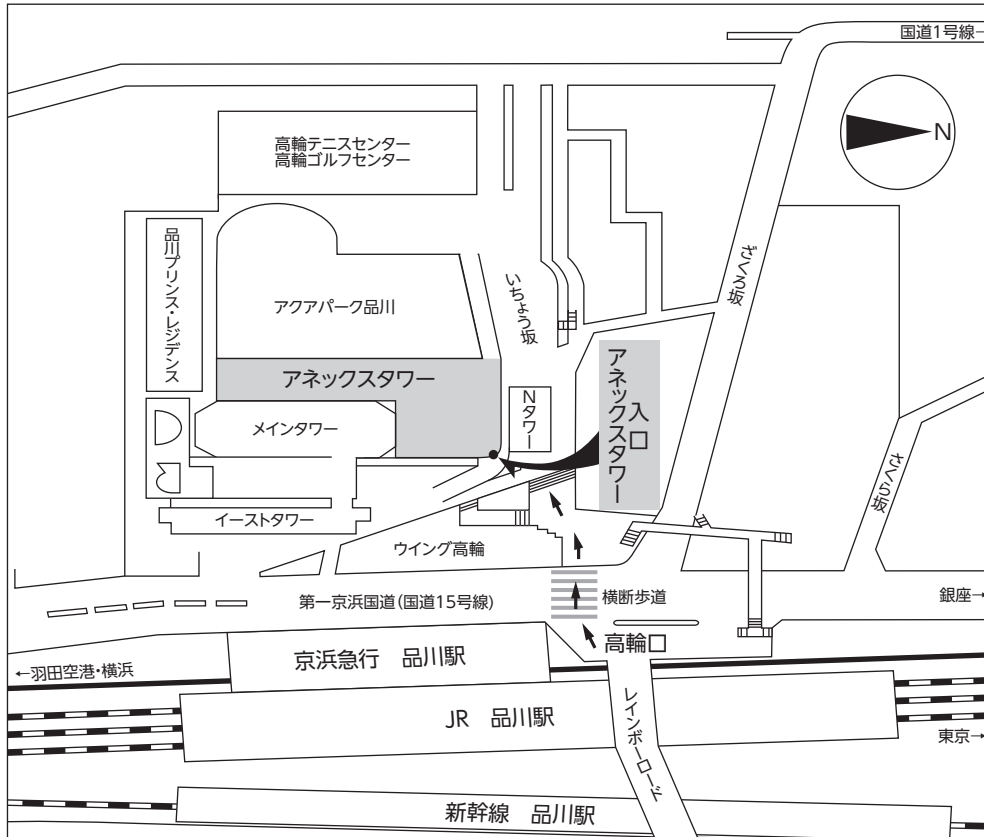 国道1号線→
N
高輪テニスセンター
高輪ゴルフセンター
ざくろ坂
品川プリンス・レジデンス
アクアパーク品川
いちょう坂
アネックスタワー
入口
アネックスタワー
Nタワー
メインタワー
さくら坂
イーストタワー
ウイング高輪
第一京浜国道(国道15号線)
横断歩道
銀座→
高輪口
←羽田空港・横浜
京浜急行 品川駅
JR 品川駅
レインボーロード
東京→
新幹線 品川駅